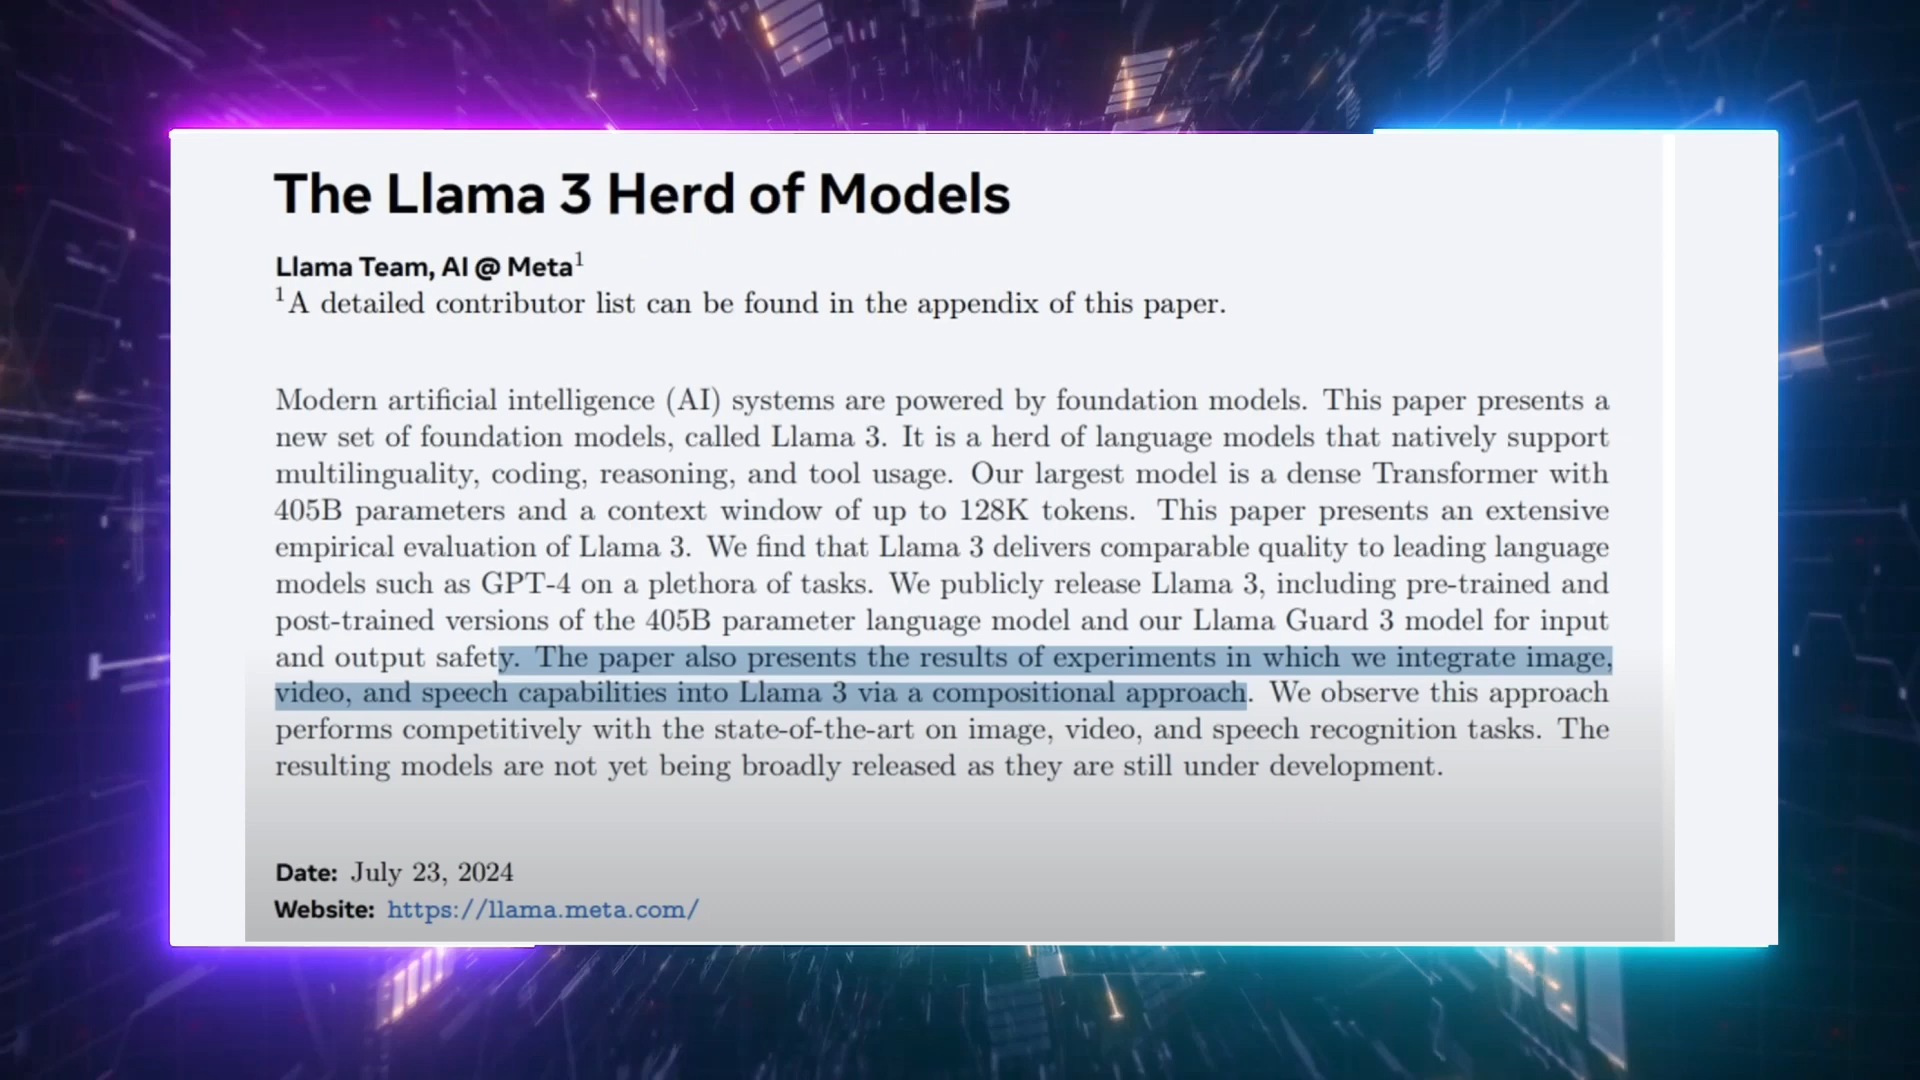 The Llama 3 Herd of Models
Llama Team, AI @ Meta¹
¹A detailed contributor list can be found in the appendix of this paper.
Modern artificial intelligence (AI) systems are powered by foundation models. This paper presents a
new set of foundation models, called Llama 3. It is a herd of language models that natively support
multilinguality, coding, reasoning, and tool usage. Our largest model is a dense Transformer with
405B parameters and a context window of up to 128K tokens. This paper presents an extensive
empirical evaluation of Llama 3. We find that Llama 3 delivers comparable quality to leading language
models such as GPT-4 on a plethora of tasks. We publicly release Llama 3, including pre-trained and
post-trained versions of the 405B parameter language model and our Llama Guard 3 model for input
and output safety. The paper also presents the results of experiments in which we integrate image,
video, and speech capabilities into Llama 3 via a compositional approach. We observe this approach
performs competitively with the state-of-the-art on image, video, and speech recognition tasks. The
resulting models are not yet being broadly released as they are still under development.
Date: July 23, 2024
Website: https://llama.meta.com/